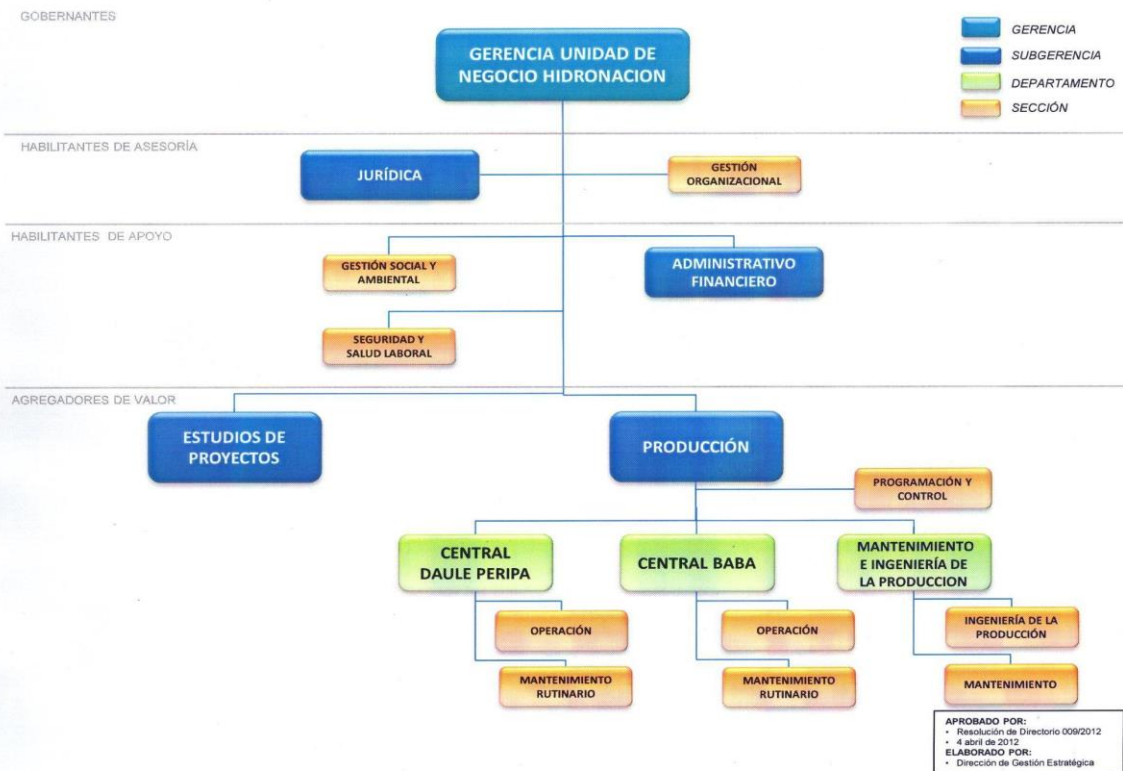 GOBERNANTES
GERENCIA UNIDAD DE
NEGOCIO HIDRONACION
GERENCIA
SUBGERENCIA
DEPARTAMENTO
SECCIÓN
HABILITANTES DE ASESORÍA
JURÍDICA
GESTIÓN
ORGANIZACIONAL
HABILITANTES DE APOYO
GESTIÓN SOCIAL Y
AMBIENTAL
ADMINISTRATIVO
FINANCIERO
SEGURIDAD Y
SALUD LABORAL
AGREGADORES DE VALOR
ESTUDIOS DE
PROYECTOS
PRODUCCIÓN
PROGRAMACIÓN Y
CONTROL
CENTRAL
DAULE PERIPA
CENTRAL BABA
MANTENIMIENTO
E INGENIERÍA DE
LA PRODUCCION
OPERACIÓN
OPERACIÓN
INGENIERÍA DE LA
PRODUCCIÓN
MANTENIMIENTO
RUTINARIO
MANTENIMIENTO
RUTINARIO
MANTENIMIENTO
APROBADO POR:
• Resolución de Directorio 009/2012
• 4 abril de 2012
ELABORADO POR:
• Dirección de Gestión Estratégica